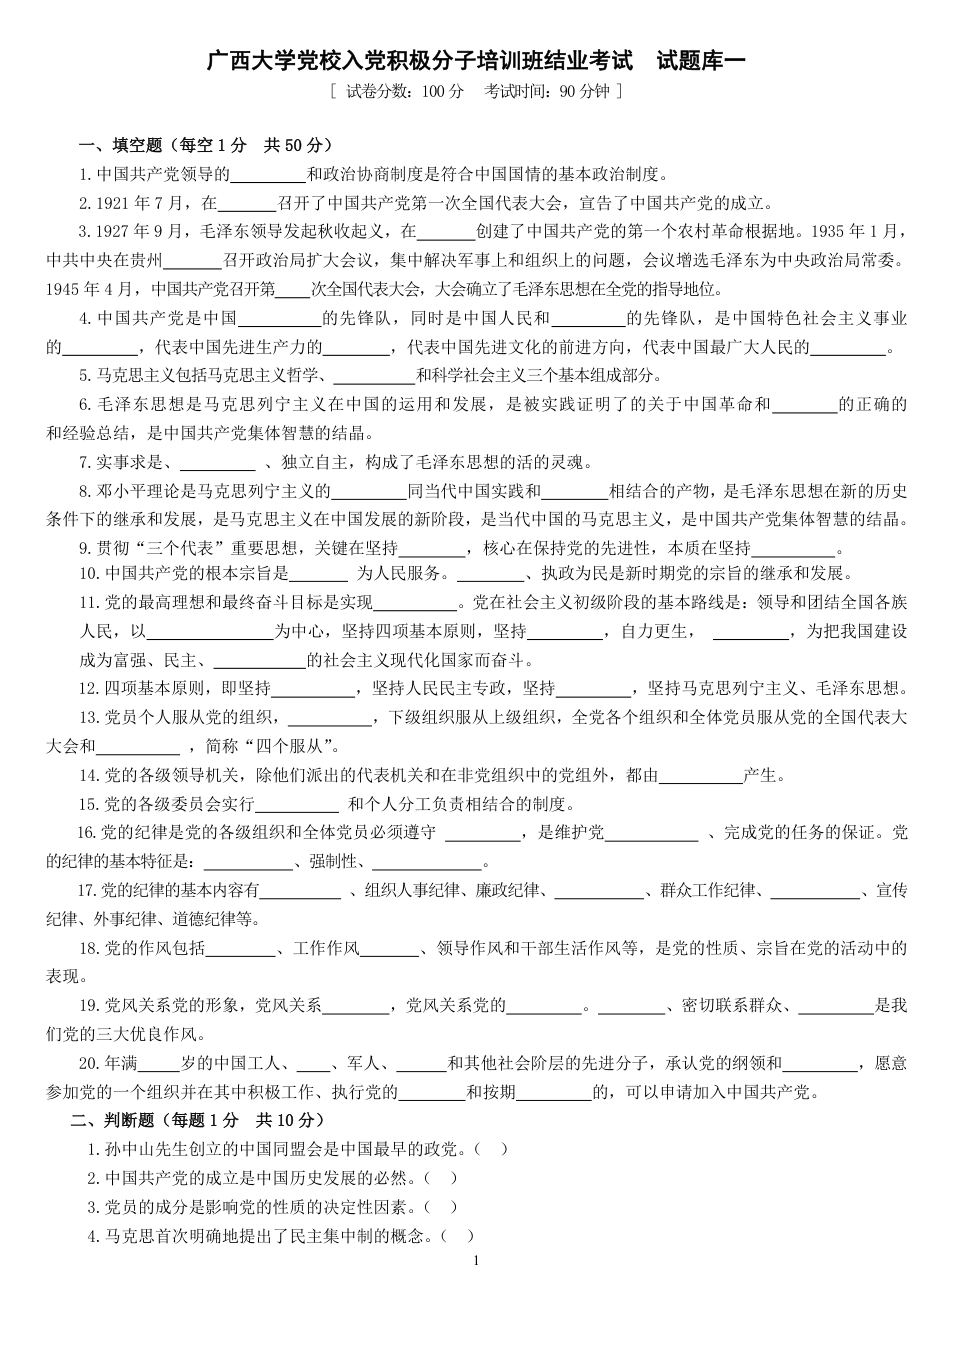 广西大学党校入党积极分子培训班结业考试　试题库一
[ 试卷分数：100 分　考试时间：90 分钟 ]
一、填空题（每空 1 分　共 50 分）
1.中国共产党领导的_________和政治协商制度是符合中国国情的基本政治制度。
2.1921 年 7 月，在_______召开了中国共产党第一次全国代表大会，宣告了中国共产党的成立。
3.1927 年 9 月，毛泽东领导发起秋收起义，在_______创建了中国共产党的第一个农村革命根据地。1935 年 1 月，
中共中央在贵州_______召开政治局扩大会议，集中解决军事上和组织上的问题，会议增选毛泽东为中央政治局常委。
1945 年 4 月，中国共产党召开第____次全国代表大会，大会确立了毛泽东思想在全党的指导地位。
4.中国共产党是中国__________的先锋队，同时是中国人民和_________的先锋队，是中国特色社会主义事业
的_________，代表中国先进生产力的________，代表中国先进文化的前进方向，代表中国最广大人民的_________。
5.马克思主义包括马克思主义哲学、__________和科学社会主义三个基本组成部分。
6.毛泽东思想是马克思列宁主义在中国的运用和发展，是被实践证明了的关于中国革命和________的正确的
和经验总结，是中国共产党集体智慧的结晶。
7.实事求是、_________ 、独立自主，构成了毛泽东思想的活的灵魂。
8.邓小平理论是马克思列宁主义的_________同当代中国实践和________相结合的产物，是毛泽东思想在新的历史
条件下的继承和发展，是马克思主义在中国发展的新阶段，是当代中国的马克思主义，是中国共产党集体智慧的结晶。
9.贯彻“三个代表”重要思想，关键在坚持________，核心在保持党的先进性，本质在坚持__________。
10.中国共产党的根本宗旨是_______ 为人民服务。________、执政为民是新时期党的宗旨的继承和发展。
11.党的最高理想和最终奋斗目标是实现__________。党在社会主义初级阶段的基本路线是：领导和团结全国各族
人民，以_______________为中心，坚持四项基本原则，坚持_________，自力更生， _________，为把我国建设
成为富强、民主、___________的社会主义现代化国家而奋斗。
12.四项基本原则，即坚持__________，坚持人民民主专政，坚持_________，坚持马克思列宁主义、毛泽东思想。
13.党员个人服从党的组织，__________，下级组织服从上级组织，全党各个组织和全体党员服从党的全国代表大
大会和__________ ，简称“四个服从”。
14.党的各级领导机关，除他们派出的代表机关和在非党组织中的党组外，都由__________产生。
15.党的各级委员会实行__________ 和个人分工负责相结合的制度。
16.党的纪律是党的各级组织和全体党员必须遵守 _________，是维护党___________ 、完成党的任务的保证。党
的纪律的基本特征是：___________、强制性、_____________。
17.党的纪律的基本内容有__________ 、组织人事纪律、廉政纪律、___________、群众工作纪律、___________、宣传
纪律、外事纪律、道德纪律等。
18.党的作风包括________、工作作风_______、领导作风和干部生活作风等，是党的性质、宗旨在党的活动中的
表现。
19.党风关系党的形象，党风关系________，党风关系党的_________。________、密切联系群众、_________是我
们党的三大优良作风。
20.年满_____岁的中国工人、____、军人、______和其他社会阶层的先进分子，承认党的纲领和_________，愿意
参加党的一个组织并在其中积极工作、执行党的________和按期_________的，可以申请加入中国共产党。
二、判断题（每题 1 分　共 10 分）
1.孙中山先生创立的中国同盟会是中国最早的政党。（　）
2.中国共产党的成立是中国历史发展的必然。（　）
3.党员的成分是影响党的性质的决定性因素。（　）
4.马克思首次明确地提出了民主集中制的概念。（　）
1